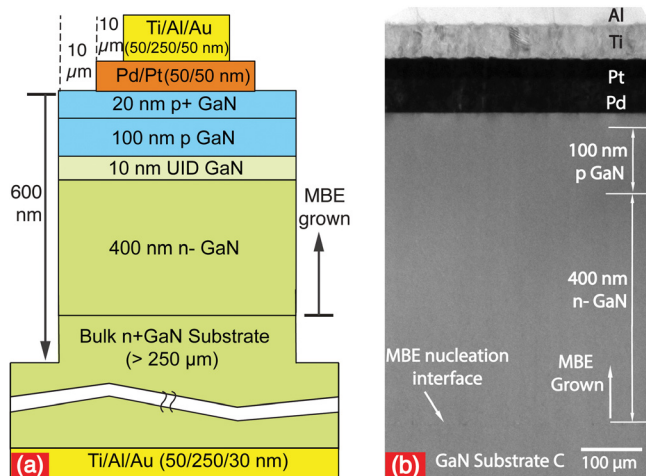 10
µm
10
µm
Ti/Al/Au
(50/250/50 nm)
Pd/Pt (50/50 nm)
20 nm p+ GaN
100 nm p GaN
10 nm UID GaN
600
nm
MBE
grown
400 nm n- GaN
Bulk n+GaN Substrate
(> 250 µm)
Ti/Al/Au (50/250/30 nm)
(a)
Al
Ti
Pt
Pd
100 nm
p GaN
400 nm
n- GaN
MBE nucleation
interface
MBE
Grown
GaN Substrate C
100 µm
(b)